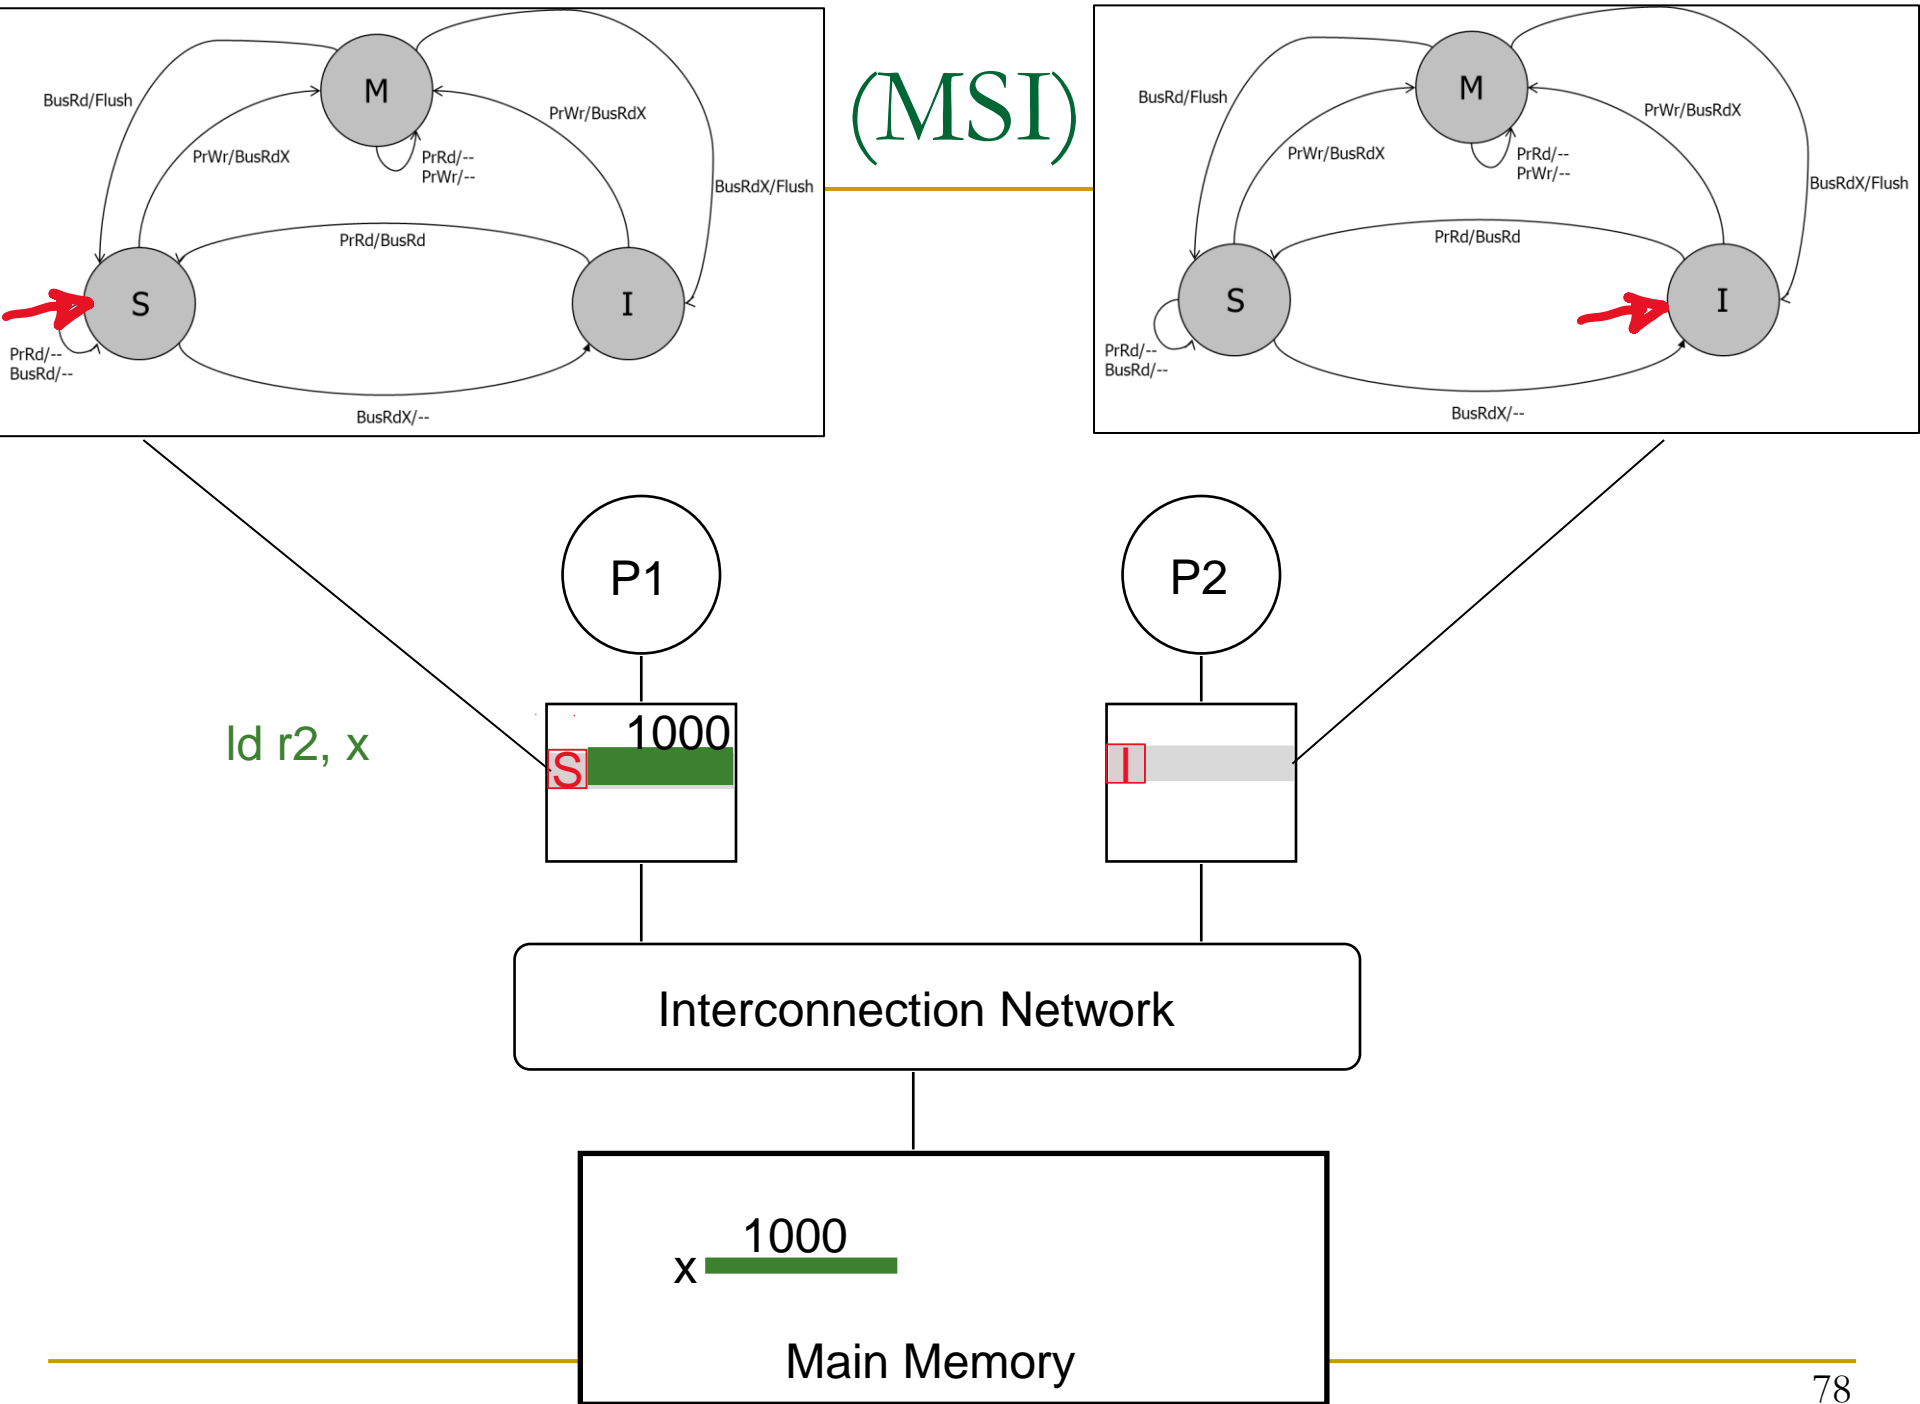 (MSI)
M
BusRd/Flush
PrWr/BusRdX
PrWr/BusRdX
PrRd/--
PrWr/--
BusRdX/Flush
PrRd/BusRd
S
I
PrRd/--
BusRd/--
BusRdX/--
M
BusRd/Flush
PrWr/BusRdX
PrWr/BusRdX
PrRd/--
PrWr/--
BusRdX/Flush
PrRd/BusRd
S
I
PrRd/--
BusRd/--
BusRdX/--
P1
P2
ld r2, x
1000
S
I
Interconnection Network
1000
x
Main Memory
78